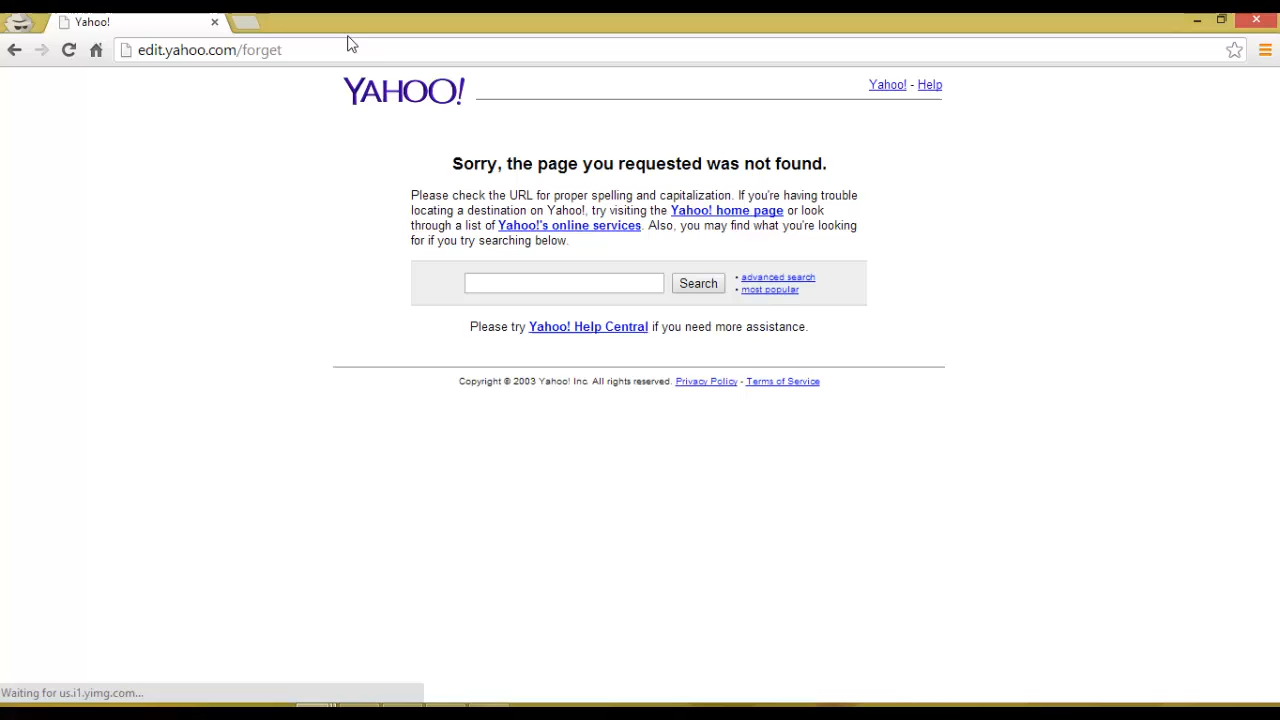 Yahoo!
edit.yahoo.com/forget
YAHOO!
Yahoo! - Help
Sorry, the page you requested was not found.
Please check the URL for proper spelling and capitalization. If you're having trouble
locating a destination on Yahoo!, try visiting the Yahoo! home page or look
through a list of Yahoo!'s online services. Also, you may find what you're looking
for if you try searching below.
Search
• advanced search
• most popular
Please try Yahoo! Help Central if you need more assistance.
Copyright © 2003 Yahoo! Inc. All rights reserved. Privacy Policy - Terms of Service
Waiting for us.i1.yimg.com...